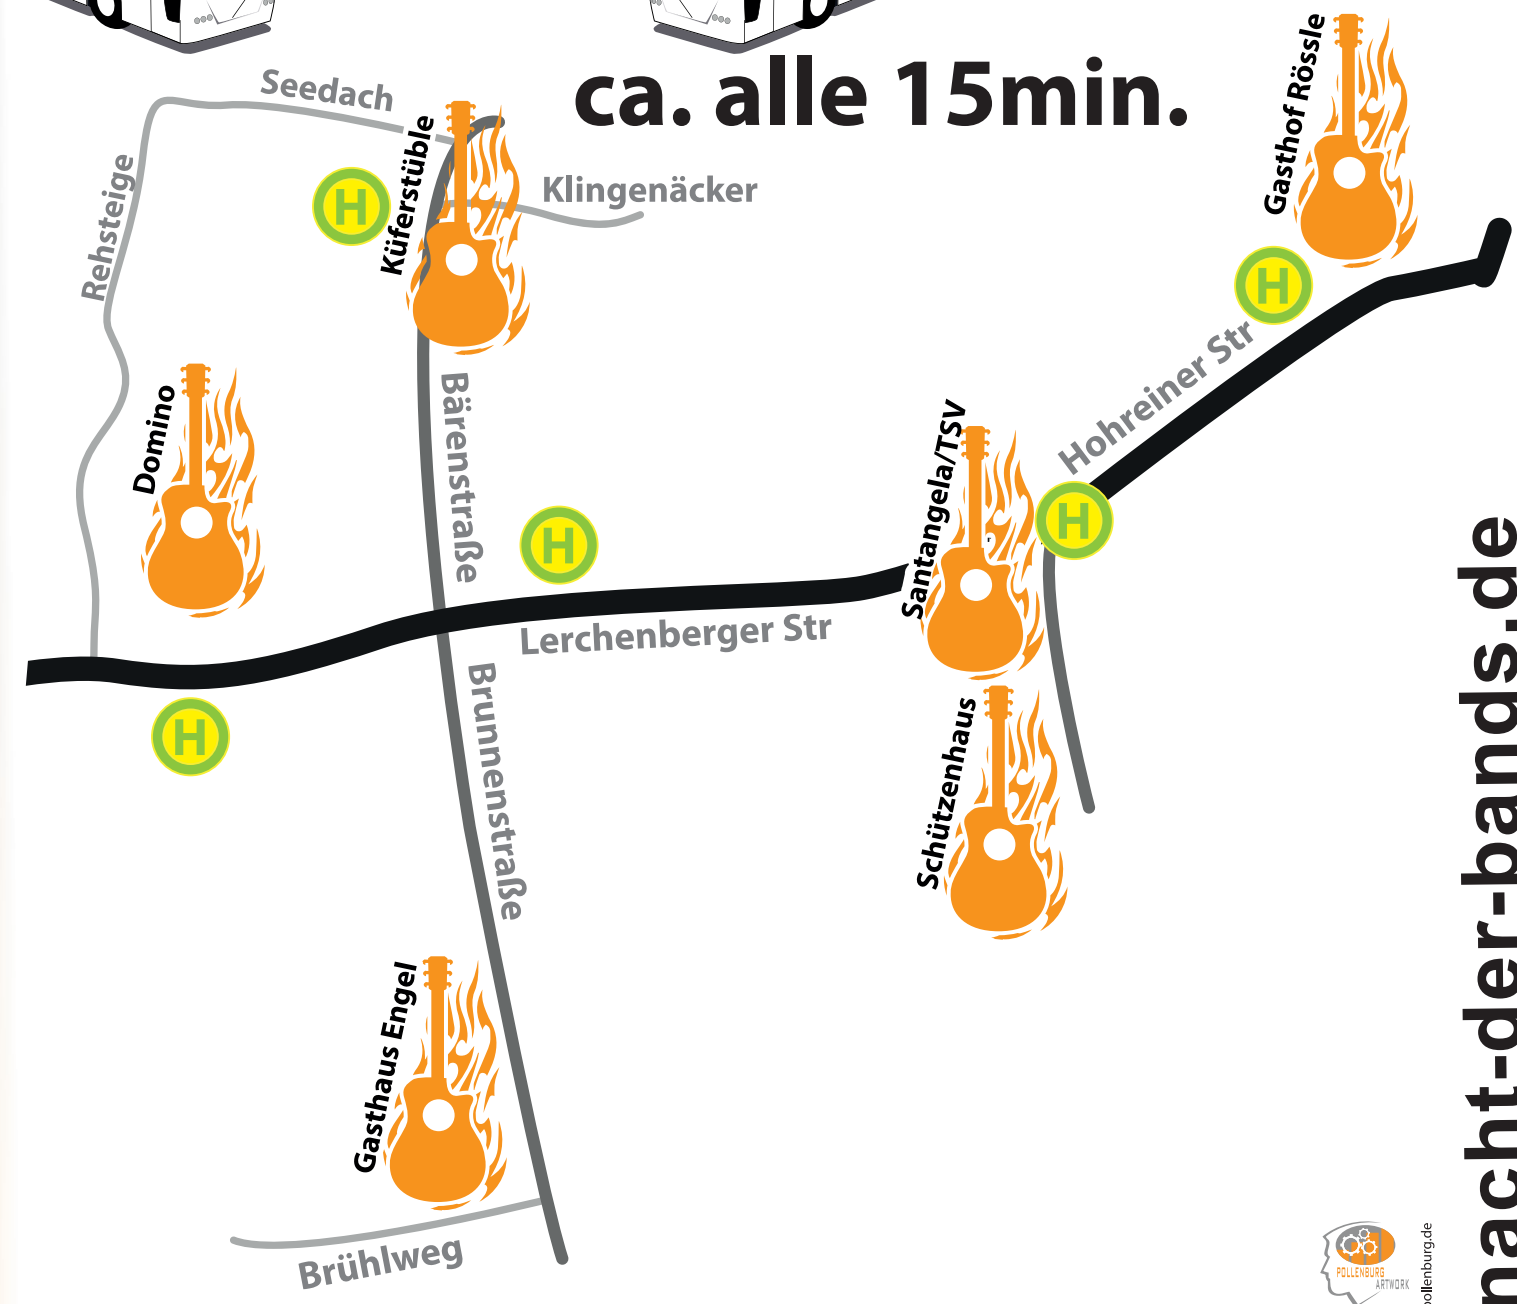 ca. alle 15min.
Seedach
Gasthof Rössle
Küferstüble
H
Klingenäcker
Rehsteige
H
Hohreiner Str
Domino
Bärenstraße
Santangela/TSV
H
H
Lerchenberger Str
H
Brunnenstraße
Schützenhaus
Gasthaus Engel
Brühlweg
nacht-der-bands.de
POLLENBURG
ARTWORK
pollenburg.de